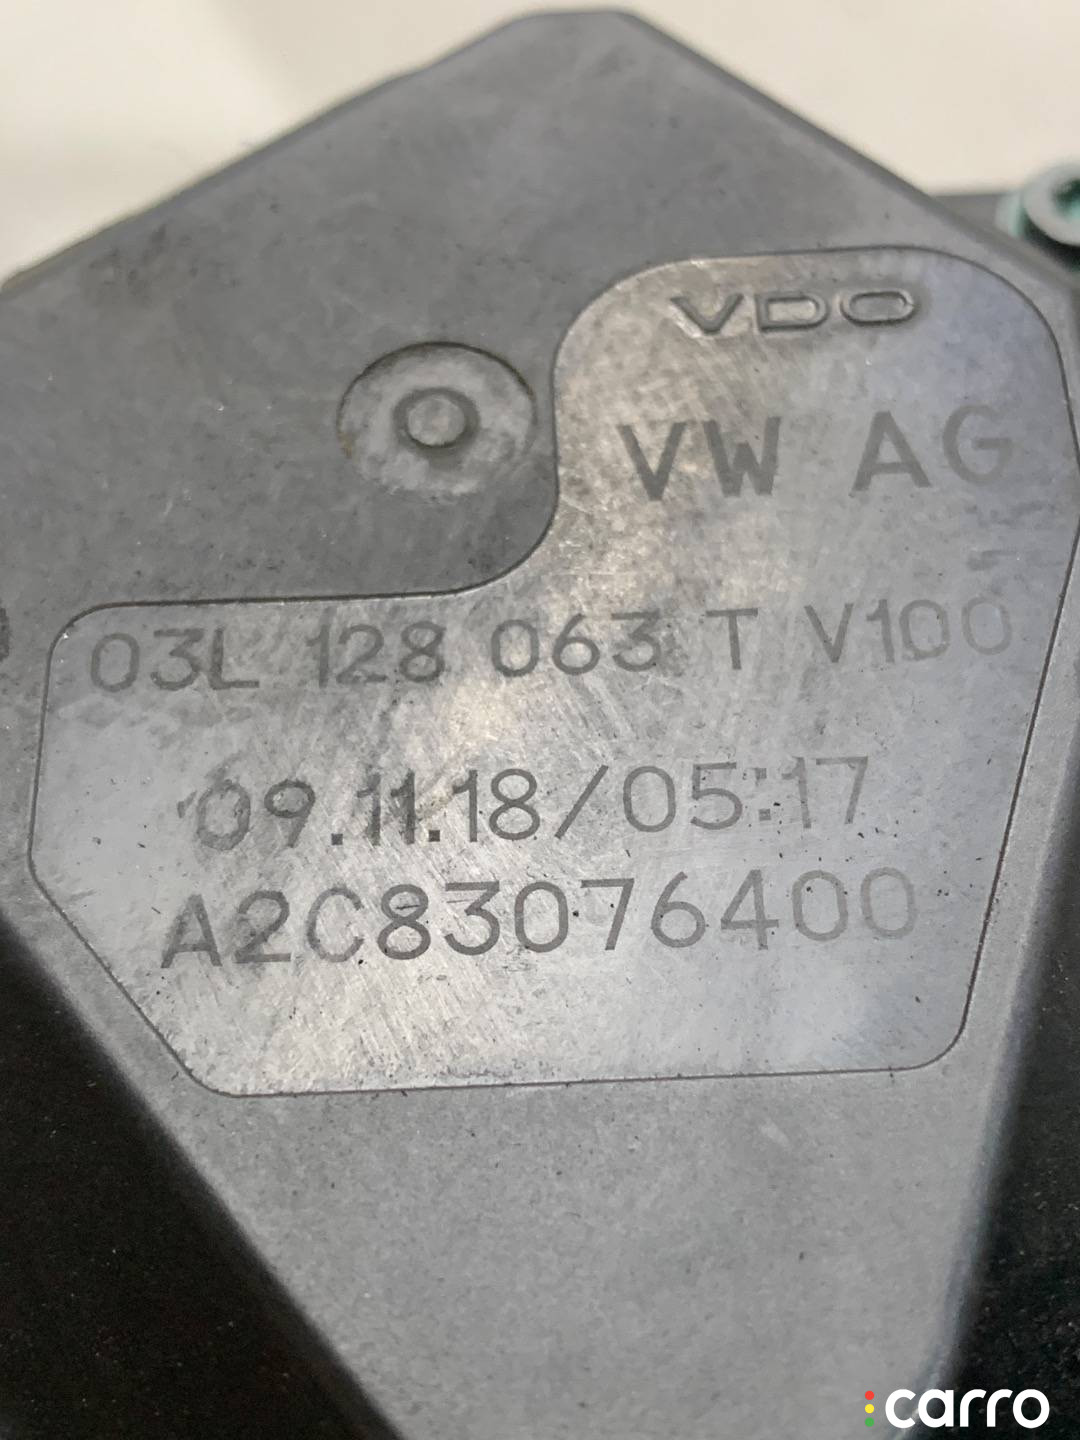 VDO
VW AG
03L 128 063 T V100
09.11.18/05:17
A2C83076400
carro